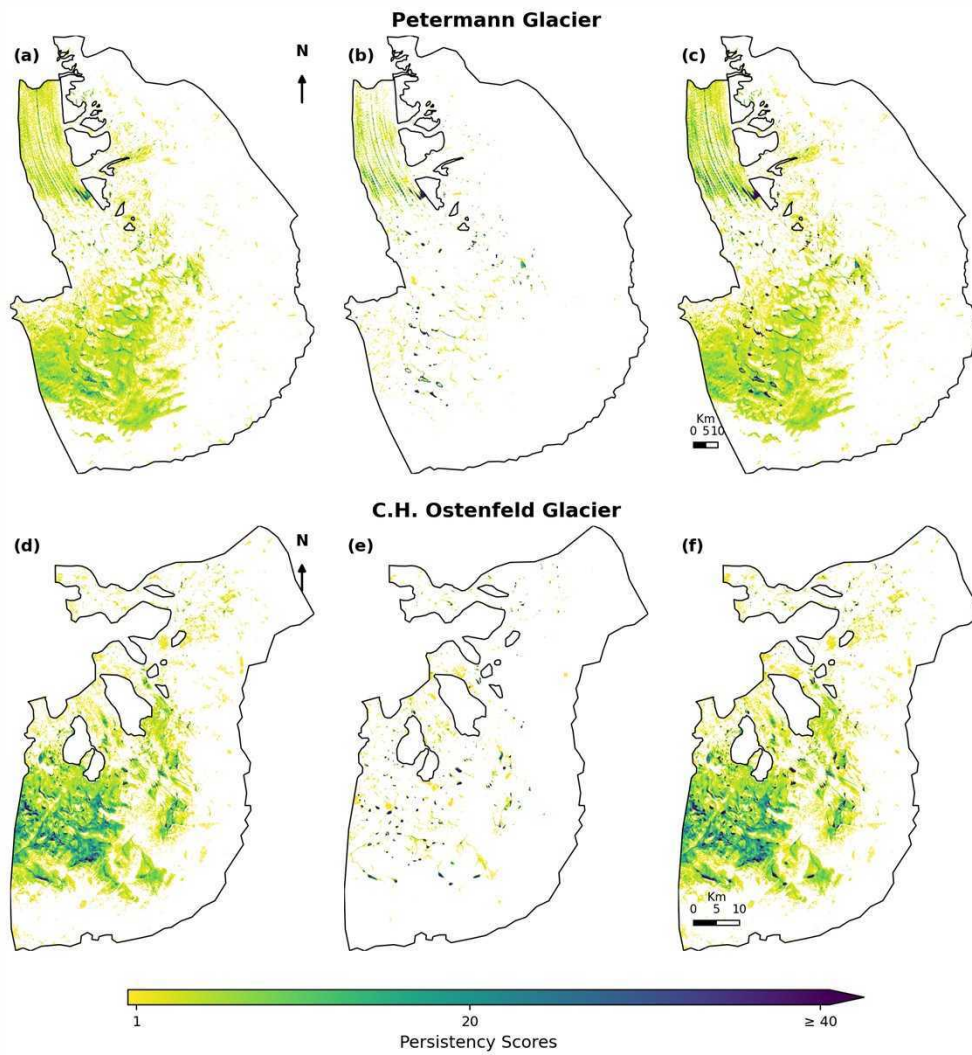 Petermann Glacier
(a)
N
(b)
(c)
Km
0 5 10
C.H. Ostenfeld Glacier
(d)
N
(e)
(f)
Km
0 5 10
1 20 ≥ 40
Persistency Scores